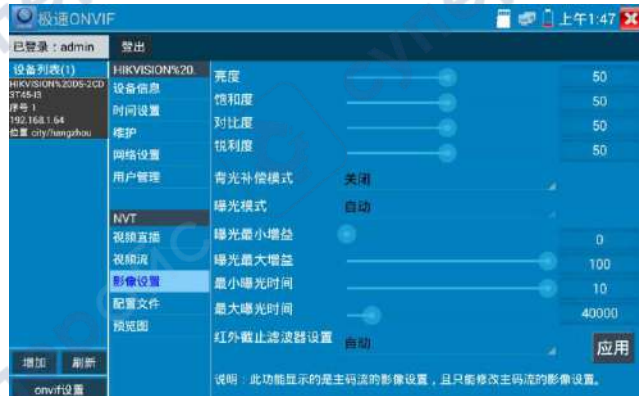 极速ONVIF
上午1:47
已登录：admin
登出
设备列表(1)
HIKVISION%20DS-2CD
3T45-I3
序号 1
192.168.1.64
位置 city/hangzhou
增加
刷新
onvif设置
HIKVISION%20.
设备信息
时间设置
维护
网络设置
用户管理
NVT
视频直播
视频流
影像设置
配置文件
预览图
亮度 50
饱和度 50
对比度 50
锐利度 50
背光补偿模式 关闭
曝光模式 自动
曝光最小增益 0
曝光最大增益 100
最小曝光时间 10
最大曝光时间 40000
红外截止滤波器设置 自动
应用
说明：此功能显示的是主码流的影像设置，且只能修改主码流的影像设置。